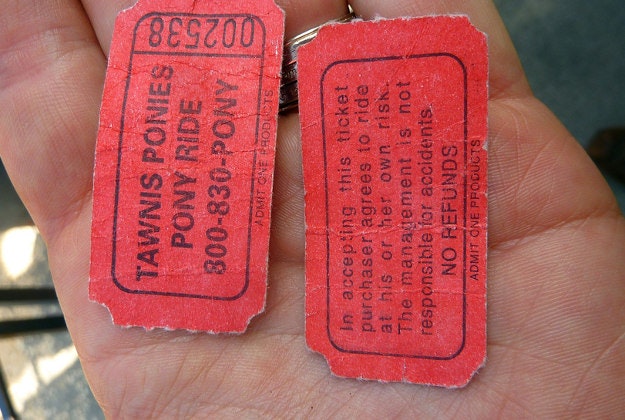 002538
TAWNIS PONIES
PONY RIDE
800-830-PONY
ADMIT ONE PRODUCTS
In accepting this ticket
purchaser agrees to ride
at his or her own risk.
The management is not
responsible for accidents.
NO REFUNDS
ADMIT ONE PRODUCTS